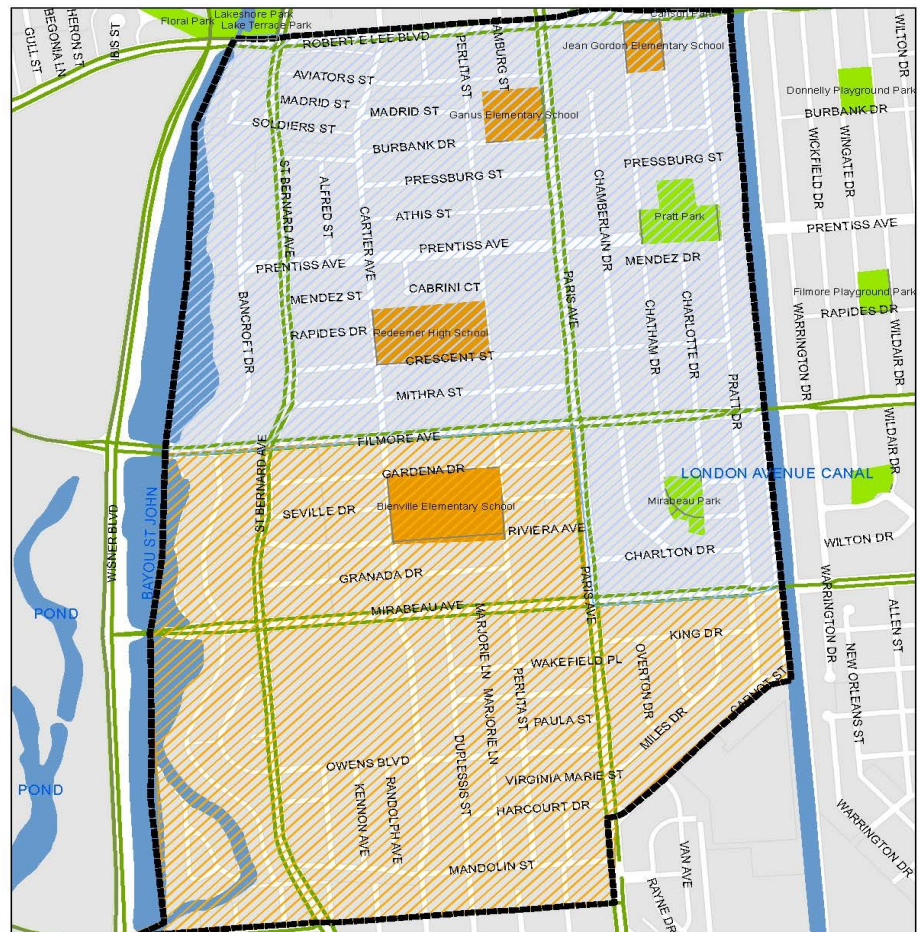 Floral Park
Lakeshore Park
Lake Terrace Park
Carson Park
GULL ST
BEGONIA LN
HERON ST
IBIS ST
ROBERT E LEE BLVD
PERLITA ST
AMBURG ST
Jean Gordon Elementary School
WILTON DR
AVIATORS ST
Donnelly Playground Park
MADRID ST
MADRID ST
Ganus Elementary School
BURBANK DR
SOLDIERS ST
WICKFIELD DR
WINGATE DR
BURBANK DR
PRESSBURG ST
ST BERNARD AVE
ALFRED ST
PRESSBURG ST
CHAMBERLAIN DR
CARTIER AVE
ATHIS ST
Pratt Park
PRENTISS AVE
PRENTISS AVE
PRENTISS AVE
MENDEZ DR
CABRINI CT
PARIS AVE
MENDEZ ST
Filmore Playground Park
BANCROFT DR
RAPIDES DR
Redeemer High School
CHATHAM DR
CHARLOTTE DR
WARRINGTON DR
RAPIDES DR
WILDAIR DR
CRESCENT ST
MITHRA ST
PRATT DR
FILMORE AVE
WILDAIR DR
ST BERNARD AVE
GARDENA DR
LONDON AVENUE CANAL
WISNER BLVD
BAYOU ST JOHN
SEVILLE DR
Bienville Elementary School
Mirabeau Park
RIVIERA AVE
WILTON DR
CHARLTON DR
GRANADA DR
PARIS AVE
WARRINGTON DR
ALLEN ST
POND
MIRABEAU AVE
MARJORIE LN
KING DR
WAKEFIELD PL
OVERTON DR
NEW ORLEANS ST
PERLITA ST
CARNOT ST
MARJORIE LN
PAULA ST
MILES DR
DUPLESSIS ST
OWENS BLVD
VIRGINIA MARIE ST
POND
KENNON AVE
RANDOLPH AVE
HARCOURT DR
WARRINGTON DR
MANDOLIN ST
VAN AVE
RAYNE DR